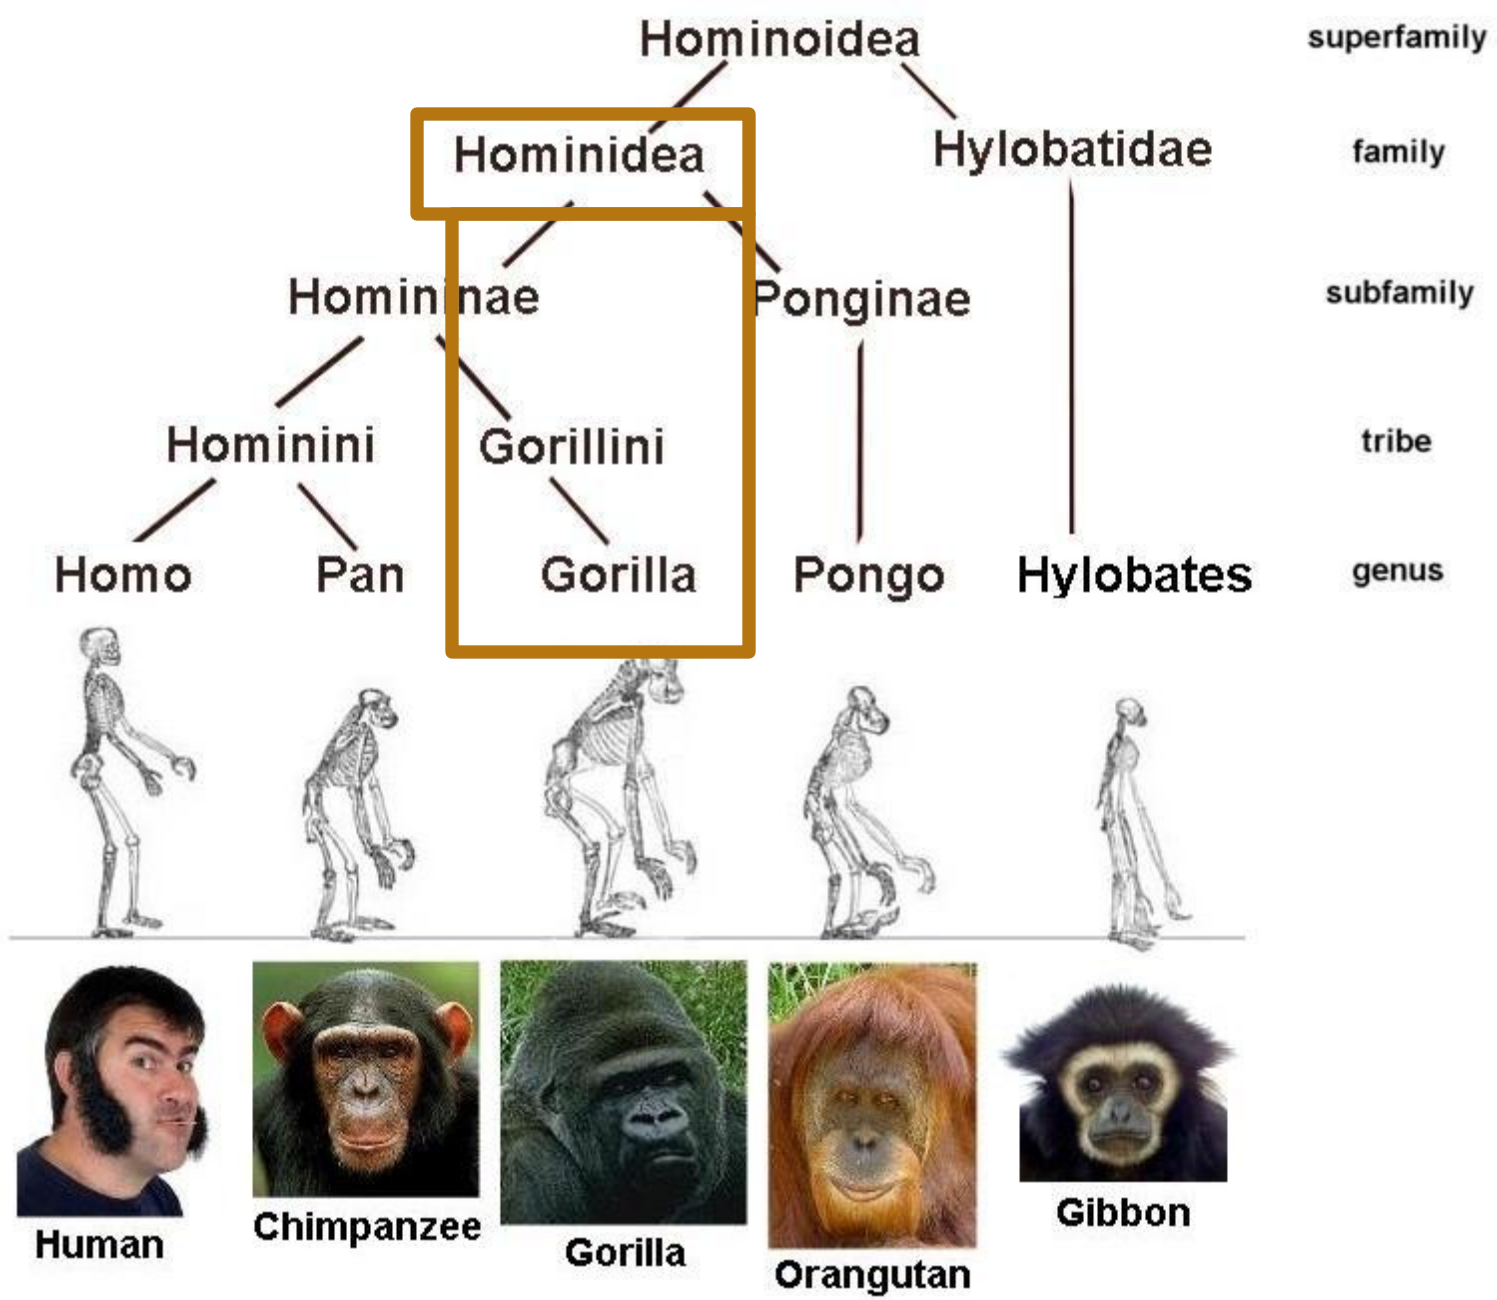 Hominoidea superfamily
Hominidea Hylobatidae family
Homininae Ponginae subfamily
Hominini Gorillini tribe
Homo Pan Gorilla Pongo Hylobates genus
Human Chimpanzee Gorilla Orangutan Gibbon